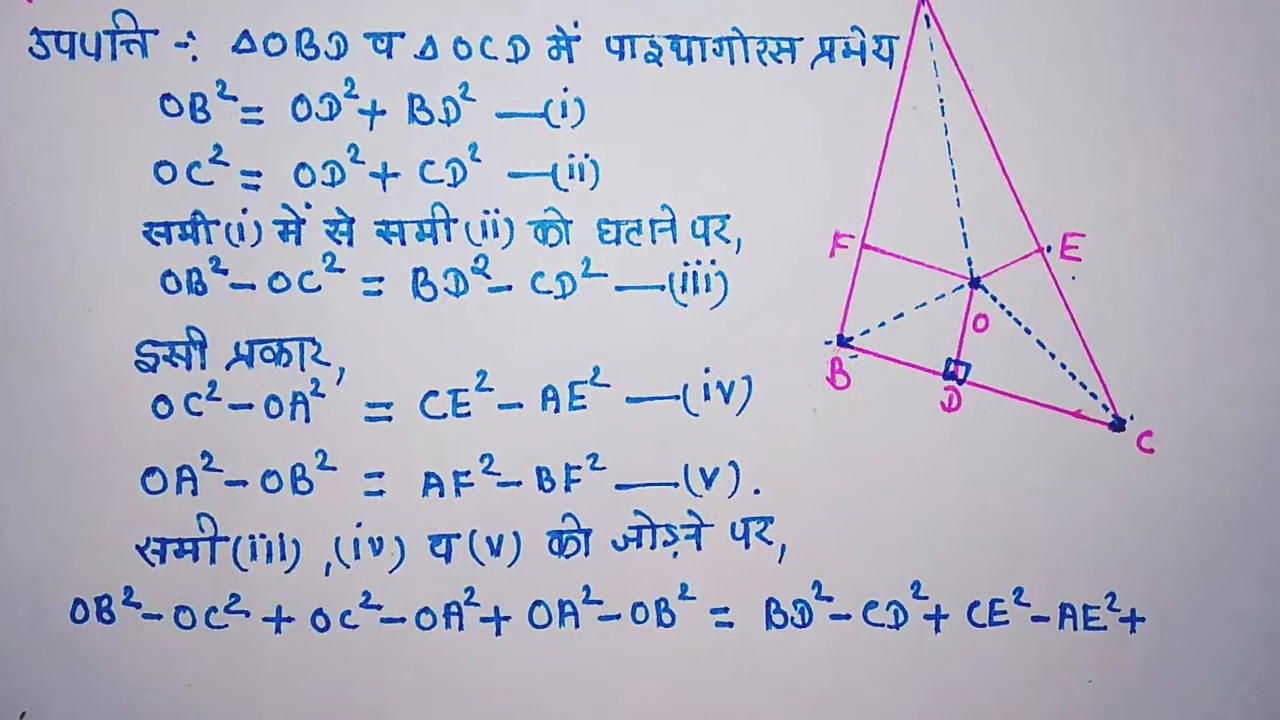 उपपत्ति -: ΔOBD व ΔOCD में पाइथागोरस प्रमेय
OB² = OD² + BD² —(i)
OC² = OD² + CD² —(ii)
समी(i) में से समी(ii) को घटाने पर,
OB² - OC² = BD² - CD² —(iii)
इसी प्रकार,
OC² - OA² = CE² - AE² —(iv)
OA² - OB² = AF² - BF² —(v).
समी(iii) ,(iv) व (v) को जोड़ने पर,
OB² - OC² + OC² - OA² + OA² - OB² = BD² - CD² + CE² - AE² +
F
E
O
B
D
C